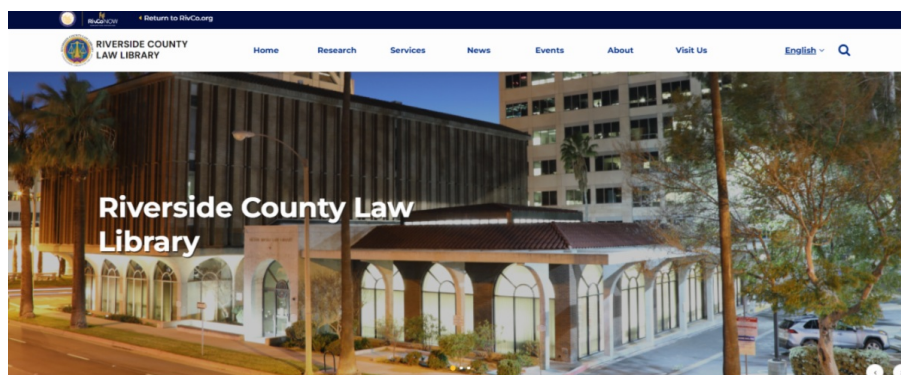 RivCoNOW
Return to RivCo.org
RIVERSIDE COUNTY
LAW LIBRARY
Home Research Services News Events About Visit Us English
Riverside County Law
Library